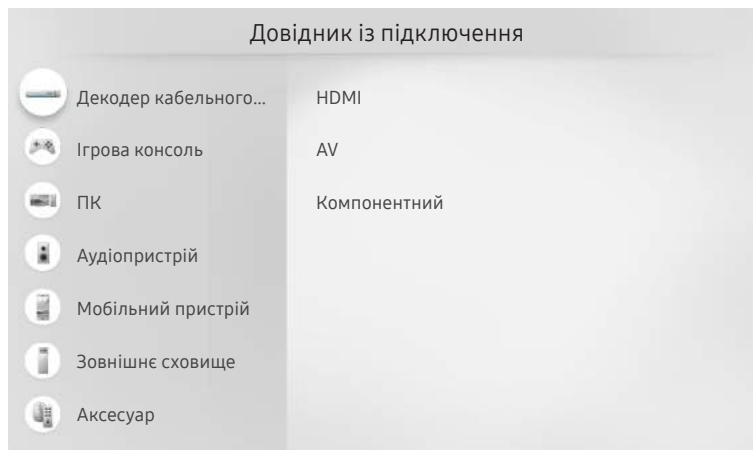 Довідник із підключення
Декодер кабельного...
HDMI
Ігрова консоль
AV
ПК
Компонентний
Аудіопристрій
Мобільний пристрій
Зовнішнє сховище
Аксесуар